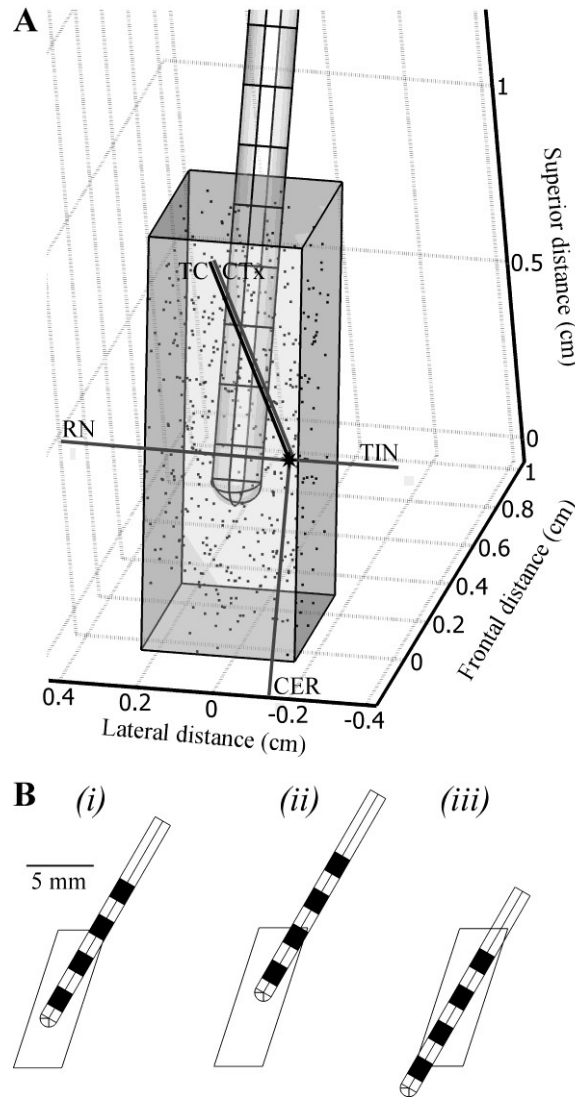 A
1
Superior distance (cm)
0.5
TC
CTx
RN
TIN
0
1
0.8
0.6
0.4
0.2
0
Frontal distance (cm)
CER
0.4
0.2
0
-0.2
-0.4
Lateral distance (cm)
B
(i)
(ii)
(iii)
5 mm